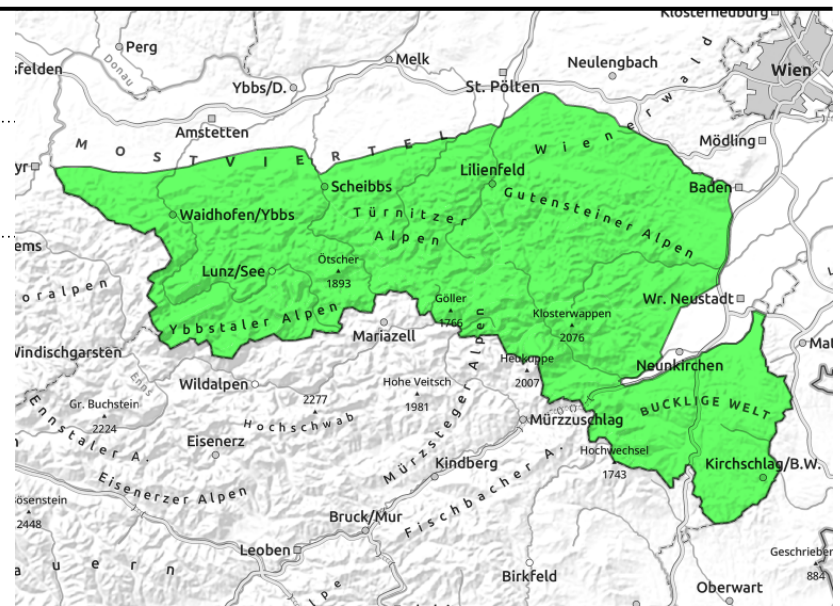 Klosterneuburg
Perg
Donau
sfelden
Melk
Neulengbach
Wien
Ybbs/D.
St. Pölten
Amstetten
Wienerwald
Mödling
MOSTVIERTEL
yr
Lilienfeld
Scheibbs
Baden
Waidhofen/Ybbs
Türnitzer
Alpen
Gutensteiner Alpen
ems
Ötscher
1893
Lunz/See
oralpen
Göller
1766
Wr. Neustadt
Klosterwappen
2076
Ybbstaler Alpen
Mariazell
Mat
Windischgarsten
Heukuppe
2007
Neunkirchen
Enns
Wildalpen
Hohe Veitsch
1981
2277
Hochschwab
Gr. Buchstein
2224
BUCKLIGE WELT
Mürzzuschlag
Mürzsteger Alpen
Ennstaler A.
Eisenerz
Hochwechsel
1743
Kindberg
Kirchschlag/B.W.
Fischbacher A.
Eisenerzer Alpen
ösenstein
2448
Bruck/Mur
Leoben
Geschrieben
884
auern
Birkfeld
Oberwart
lpe